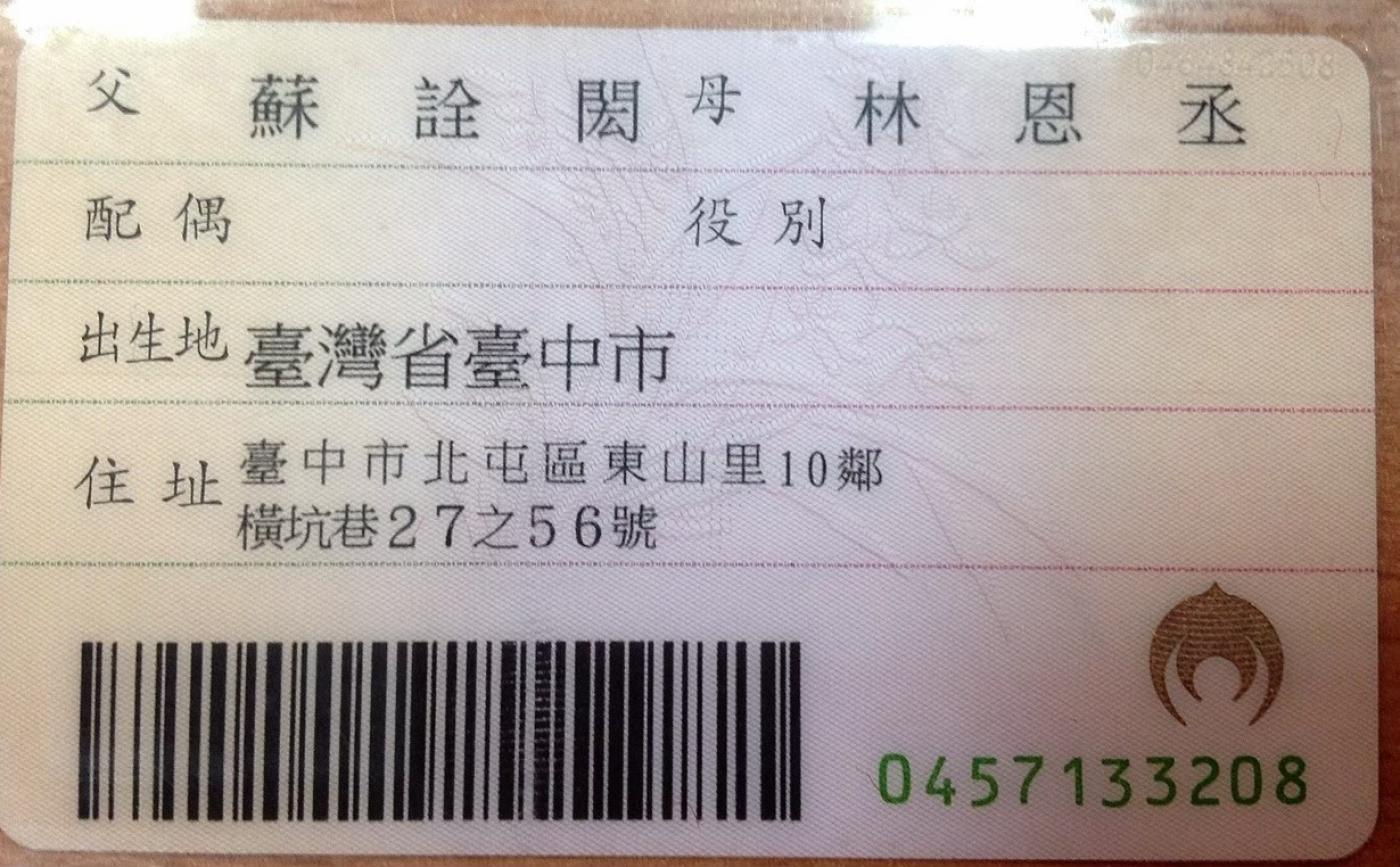 父 蘇詮閎 母 林恩丞
配偶 役別
出生地 臺灣省臺中市
住址 臺中市北屯區東山里10鄰
橫坑巷27之56號
0457133208